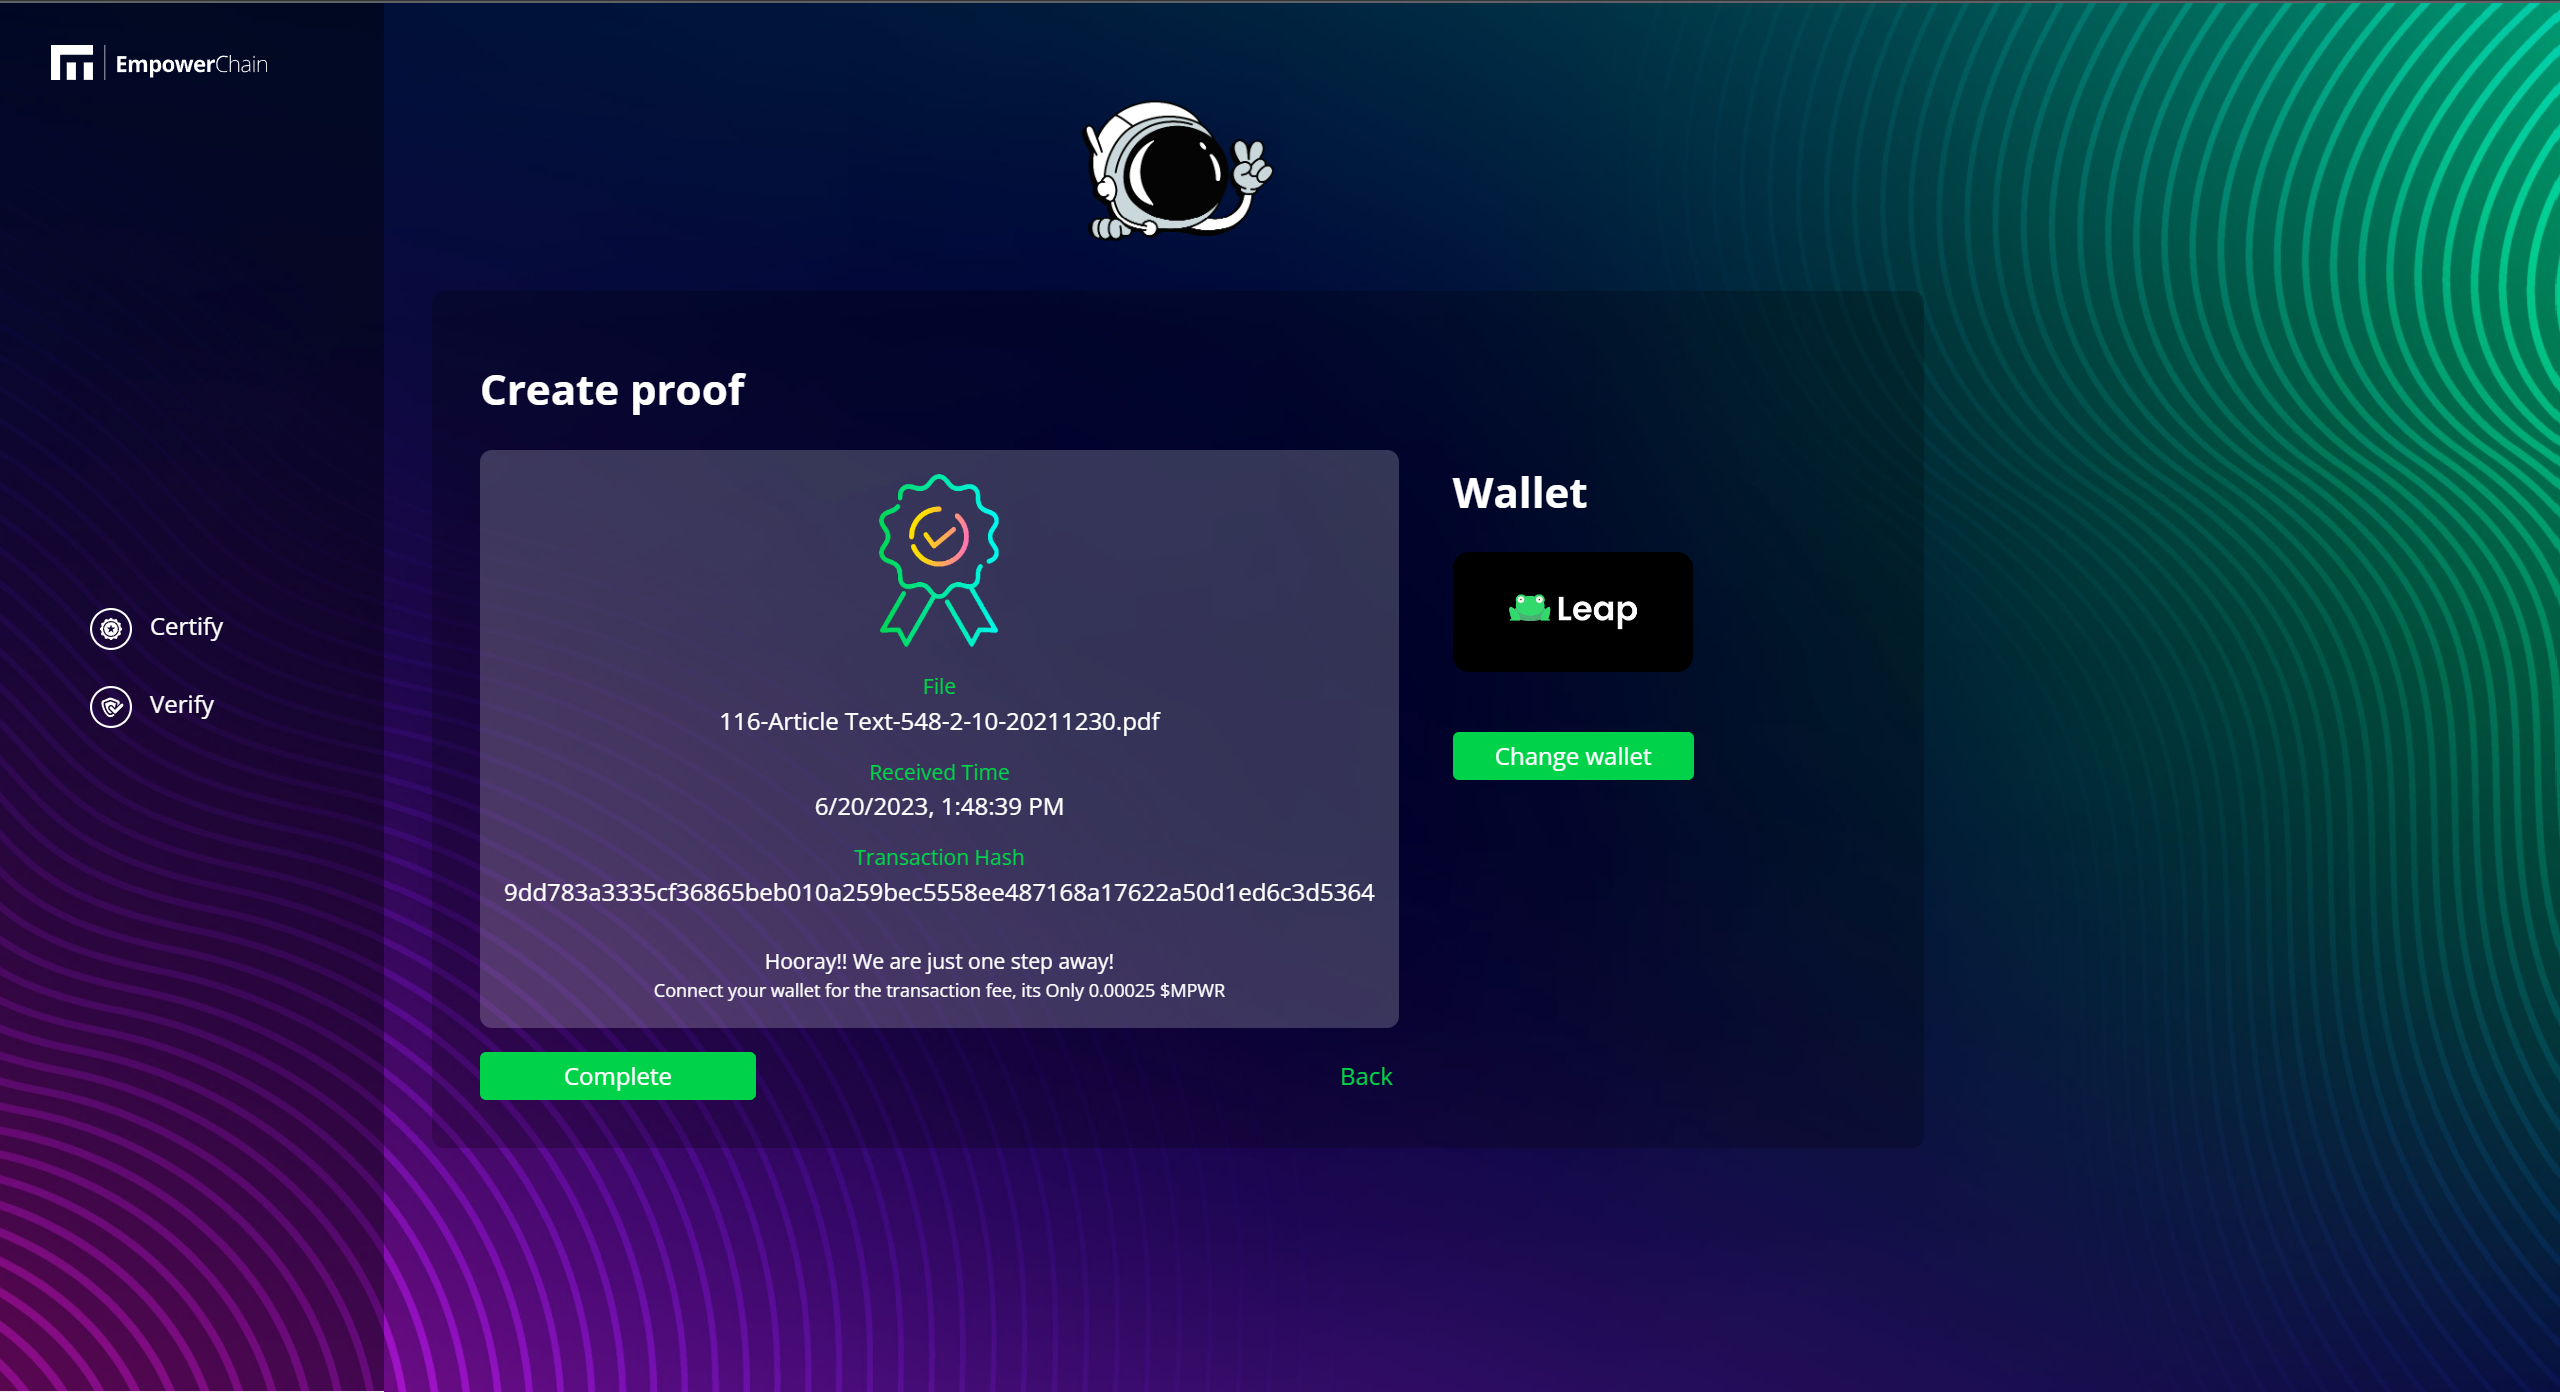 EmpowerChain
Certify
Verify
Create proof
File
116-Article Text-548-2-10-20211230.pdf
Received Time
6/20/2023, 1:48:39 PM
Transaction Hash
9dd783a3335cf36865beb010a259bec5558ee487168a17622a50d1ed6c3d5364
Hooray!! We are just one step away!
Connect your wallet for the transaction fee, its Only 0.00025 $MPWR
Complete
Back
Wallet
Leap
Change wallet